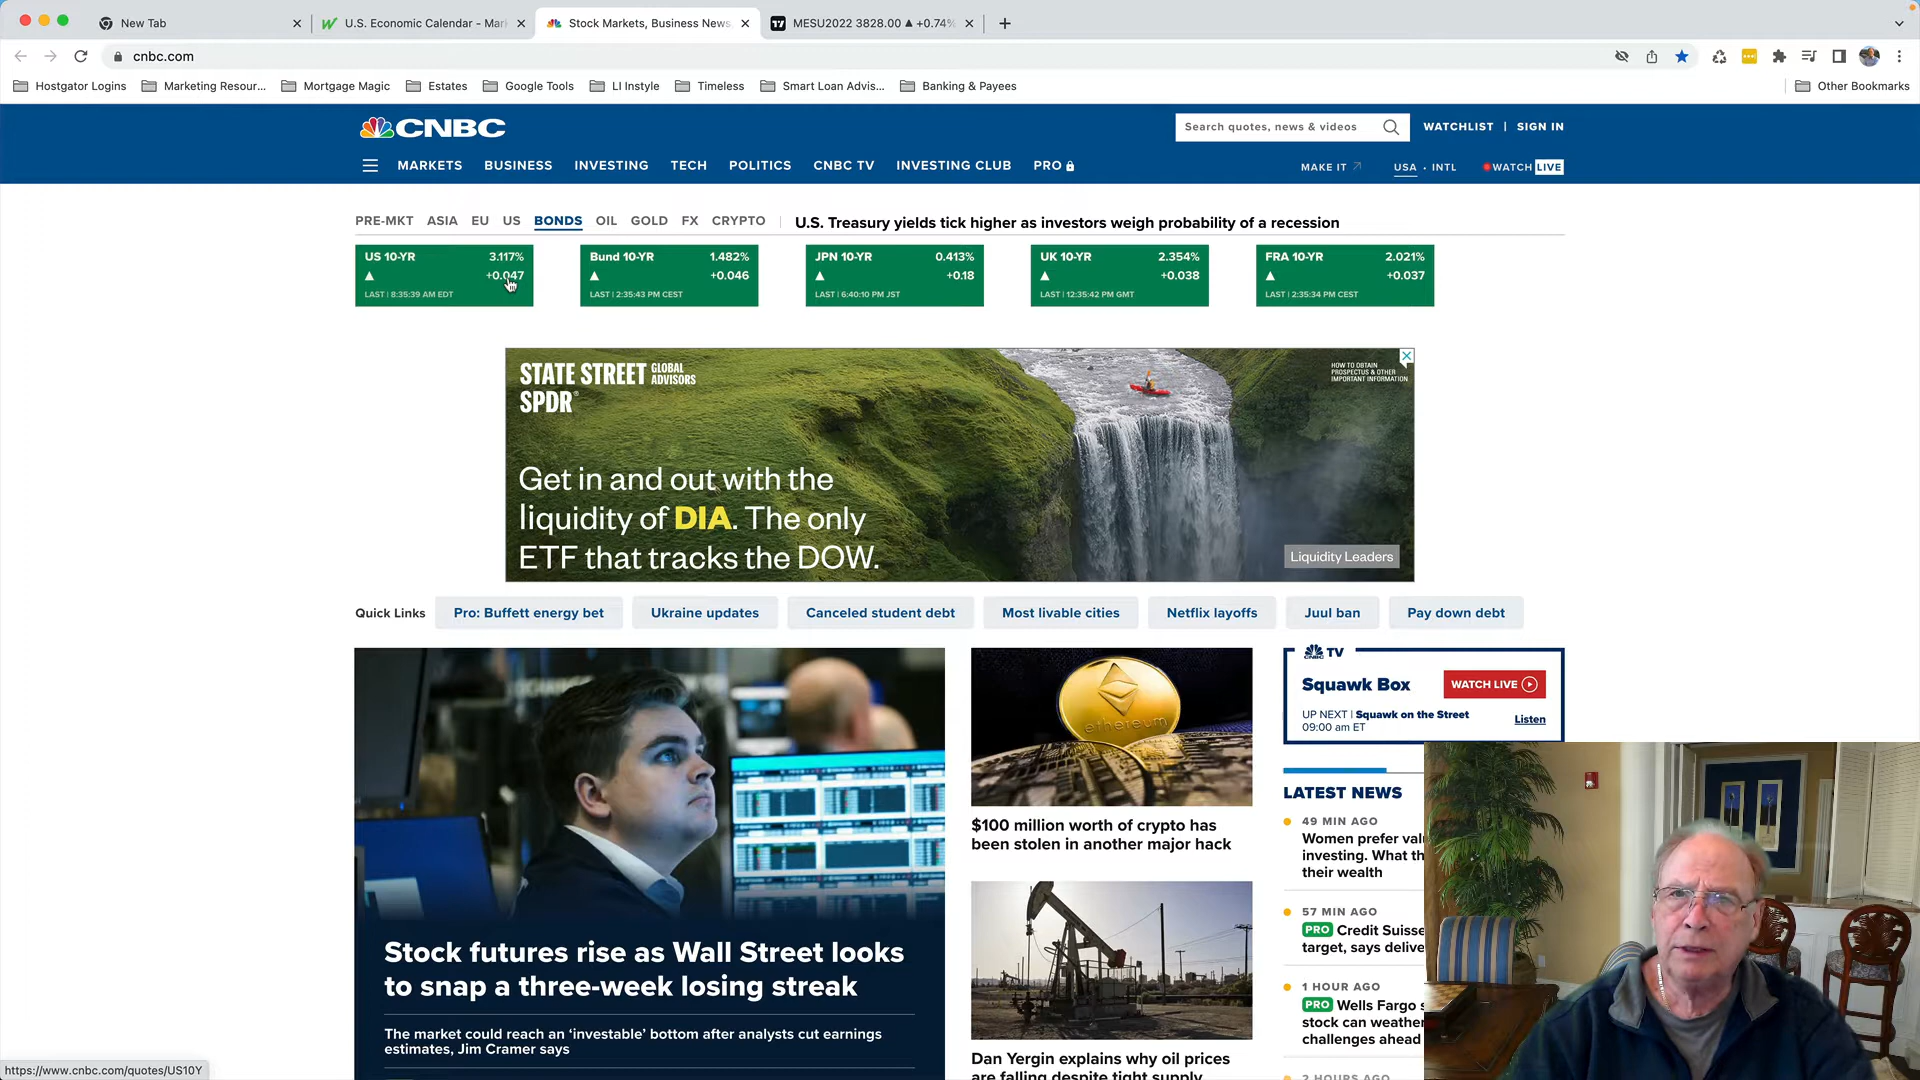 New Tab
U.S. Economic Calendar - Mar
Stock Markets, Business News
MESU2022 3828.00 ▲ +0.74%
cnbc.com
Hostgator Logins
Marketing Resour...
Mortgage Magic
Estates
Google Tools
LI Instyle
Timeless
Smart Loan Advis...
Banking & Payees
Other Bookmarks
CNBC
Search quotes, news & videos
WATCHLIST | SIGN IN
MARKETS BUSINESS INVESTING TECH POLITICS CNBC TV INVESTING CLUB PRO
MAKE IT
USA • INTL
WATCH LIVE
PRE-MKT ASIA EU US BONDS OIL GOLD FX CRYPTO
U.S. Treasury yields tick higher as investors weigh probability of a recession
US 10-YR 3.117%
▲ +0.047
LAST | 8:35:39 AM EDT
Bund 10-YR 1.482%
▲ +0.046
LAST | 2:35:43 PM CEST
JPN 10-YR 0.413%
▲ +0.18
LAST | 6:40:10 PM JST
UK 10-YR 2.354%
▲ +0.038
LAST | 12:35:42 PM GMT
FRA 10-YR 2.021%
▲ +0.037
LAST | 2:35:34 PM CEST
STATE STREET GLOBAL ADVISORS
SPDR®
HOW TO OBTAIN
PROSPECTUS & OTHER
IMPORTANT INFORMATION
Get in and out with the
liquidity of DIA. The only
ETF that tracks the DOW.
Liquidity Leaders
Quick Links
Pro: Buffett energy bet
Ukraine updates
Canceled student debt
Most livable cities
Netflix layoffs
Juul ban
Pay down debt
Stock futures rise as Wall Street looks
to snap a three-week losing streak
The market could reach an ‘investable’ bottom after analysts cut earnings
estimates, Jim Cramer says
ethereum
$100 million worth of crypto has
been stolen in another major hack
Dan Yergin explains why oil prices
are falling despite tight supply
CNBC TV
Squawk Box
WATCH LIVE
UP NEXT | Squawk on the Street
09:00 am ET
Listen
LATEST NEWS
49 MIN AGO
Women prefer val
investing. What th
their wealth
57 MIN AGO
PRO Credit Suisse
target, says delive
1 HOUR AGO
PRO Wells Fargo s
stock can weather
challenges ahead
2 HOURS AGO
https://www.cnbc.com/quotes/US10Y